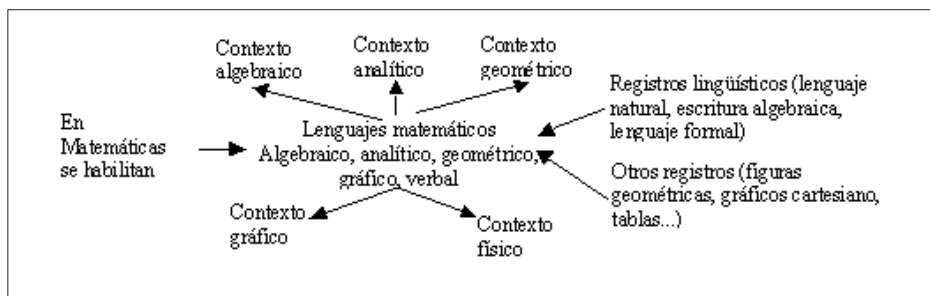 Contexto
algebraico
Contexto
analítico
Contexto
geométrico
En
Matemáticas
se habilitan
Lenguajes matemáticos
Algebraico, analítico, geométrico,
gráfico, verbal
Registros lingüísticos (lenguaje
natural, escritura algebraica,
lenguaje formal)
Otros registros (figuras
geométricas, gráficos cartesiano,
tablas...)
Contexto
gráfico
Contexto
físico